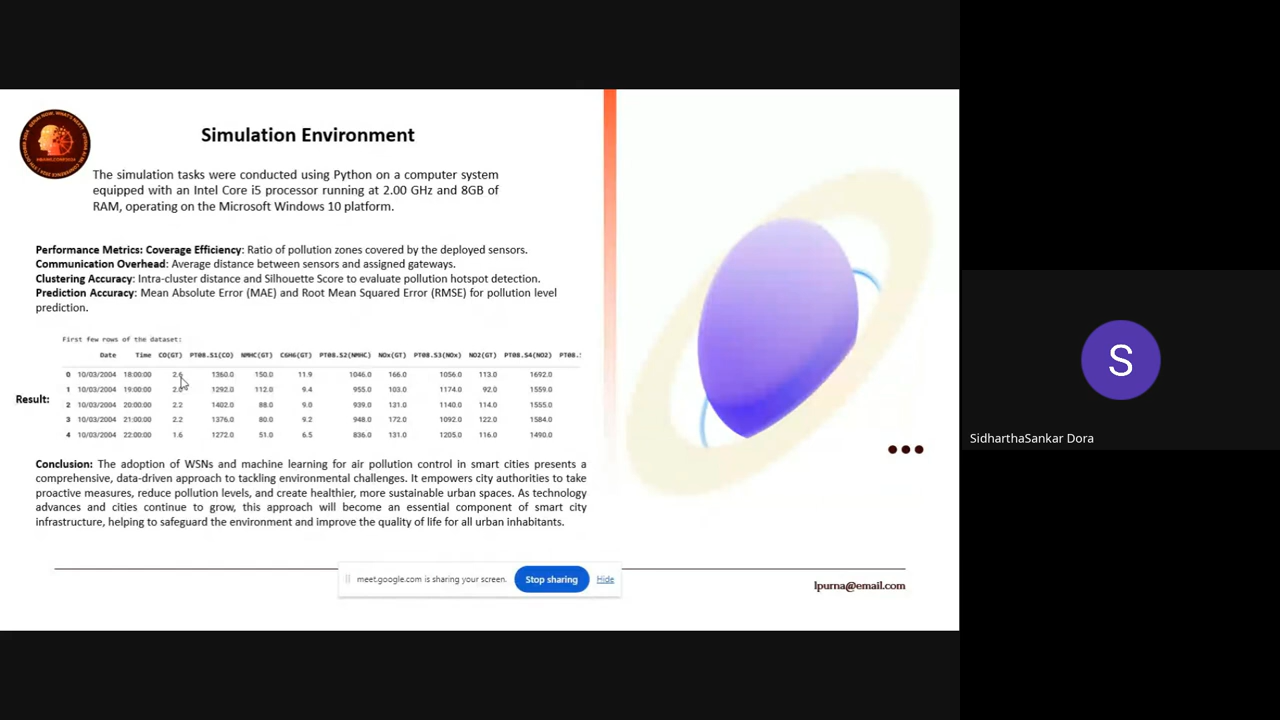 Simulation Environment
The simulation tasks were conducted using Python on a computer system
equipped with an Intel Core i5 processor running at 2.00 GHz and 8GB of
RAM, operating on the Microsoft Windows 10 platform.
Performance Metrics: Coverage Efficiency: Ratio of pollution zones covered by the deployed sensors.
Communication Overhead: Average distance between sensors and assigned gateways.
Clustering Accuracy: Intra-cluster distance and Silhouette Score to evaluate pollution hotspot detection.
Prediction Accuracy: Mean Absolute Error (MAE) and Root Mean Squared Error (RMSE) for pollution level
prediction.
First few rows of the dataset:
Date Time CO(GT) PT08.S1(CO) NMHC(GT) C6H6(GT) PT08.S2(NMHC) NOx(GT) PT08.S3(NOx) NO2(GT) PT08.S4(NO2) PT08.:
0 10/03/2004 18:00:00 2.6 1360.0 150.0 11.9 1046.0 166.0 1056.0 113.0 1692.0
1 10/03/2004 19:00:00 2.0 1292.0 112.0 9.4 955.0 103.0 1174.0 92.0 1559.0
Result:
2 10/03/2004 20:00:00 2.2 1402.0 88.0 9.0 939.0 131.0 1140.0 114.0 1555.0
3 10/03/2004 21:00:00 2.2 1376.0 80.0 9.2 948.0 172.0 1092.0 122.0 1584.0
4 10/03/2004 22:00:00 1.6 1272.0 51.0 6.5 836.0 131.0 1205.0 116.0 1490.0
Conclusion: The adoption of WSNs and machine learning for air pollution control in smart cities presents a
comprehensive, data-driven approach to tackling environmental challenges. It empowers city authorities to take
proactive measures, reduce pollution levels, and create healthier, more sustainable urban spaces. As technology
advances and cities continue to grow, this approach will become an essential component of smart city
infrastructure, helping to safeguard the environment and improve the quality of life for all urban inhabitants.
meet.google.com is sharing your screen. Stop sharing Hide
lpurna@email.com
S
SidharthaSankar Dora